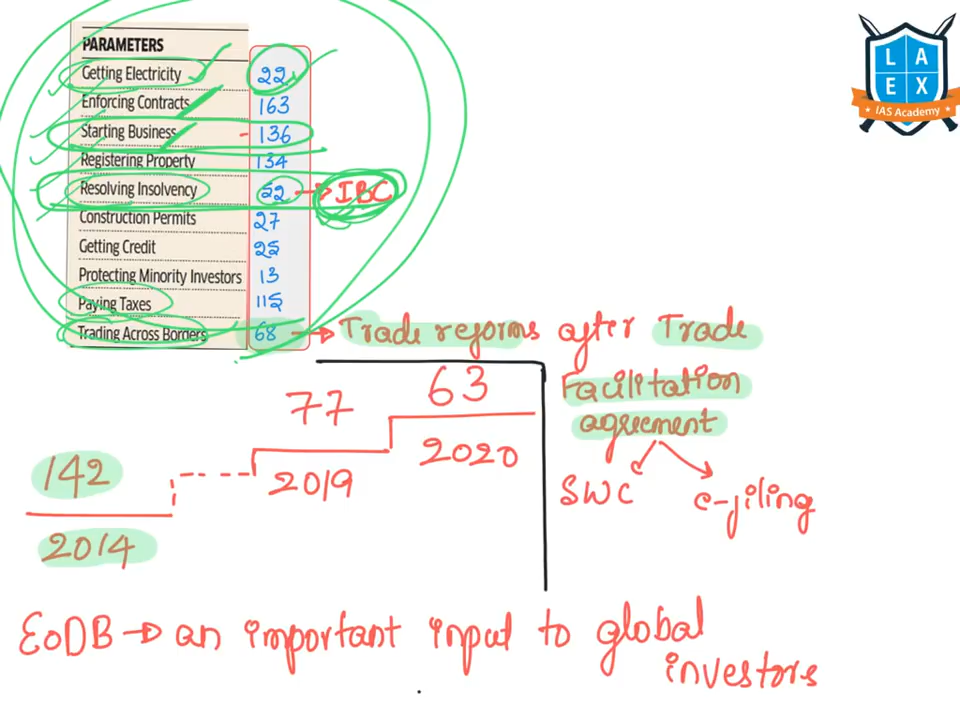 PARAMETERS
Getting Electricity 22
Enforcing Contracts 163
Starting Business - 136
Registering Property 134
Resolving Insolvency 52 → IBC
Construction Permits 27
Getting Credit 25
Protecting Minority Investors 13
Paying Taxes 115
Trading Across Borders 68 → Trade reforms after Trade
Facilitation
agreement
SWC e-filing
142
2014
77
2019
63
2020
EoDB → an important input to global
investors
L A
E X
IAS Academy